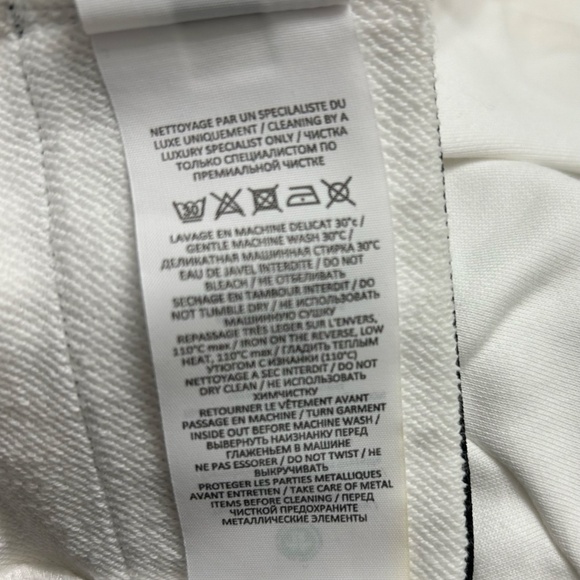 NETTOYAGE PAR UN SPECILALISTE DU
LUXE UNIQUEMENT / CLEANING BY A
LUXURY SPECIALIST ONLY / ЧИСТКА
ТОЛЬКО СПЕЦИАЛИСТОМ ПО
ПРЕМИАЛЬНОЙ ЧИСТКЕ
30
LAVAGE EN MACHINE DELICAT 30°c /
GENTLE MACHINE WASH 30°C /
ДЕЛИКАТНАЯ МАШИННАЯ СТИРКА 30°C
EAU DE JAVEL INTERDITE / DO NOT
BLEACH / НЕ ОТБЕЛИВАТЬ
SECHAGE EN TAMBOUR INTERDIT / DO
NOT TUMBLE DRY / НЕ ИСПОЛЬЗОВАТЬ
МАШИННУЮ СУШКУ
REPASSAGE TRÈS LEGER SUR L'ENVERS,
110°C max / IRON ON THE REVERSE, LOW
HEAT, 110°C max / ГЛАДИТЬ ТЕПЛЫМ
УТЮГОМ С ИЗНАНКИ (110°C)
NETTOYAGE A SEC INTERDIT / DO NOT
DRY CLEAN / НЕ ИСПОЛЬЗОВАТЬ
ХИМЧИСТКУ
RETOURNER LE VÊTEMENT AVANT
PASSAGE EN MACHINE / TURN GARMENT
INSIDE OUT BEFORE MACHINE WASH /
ВЫВЕРНУТЬ НАИЗНАНКУ ПЕРЕД
ГЛАЖЕНЬЕМ В МАШИНЕ
NE PAS ESSORER / DO NOT TWIST / НЕ
ВЫКРУЧИВАТЬ
PROTEGER LES PARTIES METALLIQUES
AVANT ENTRETIEN / TAKE CARE OF METAL
ITEMS BEFORE CLEANING / ПЕРЕД
ЧИСТКОЙ ПРЕДОХРАНИТЕ
МЕТАЛЛИЧЕСКИЕ ЭЛЕМЕНТЫ